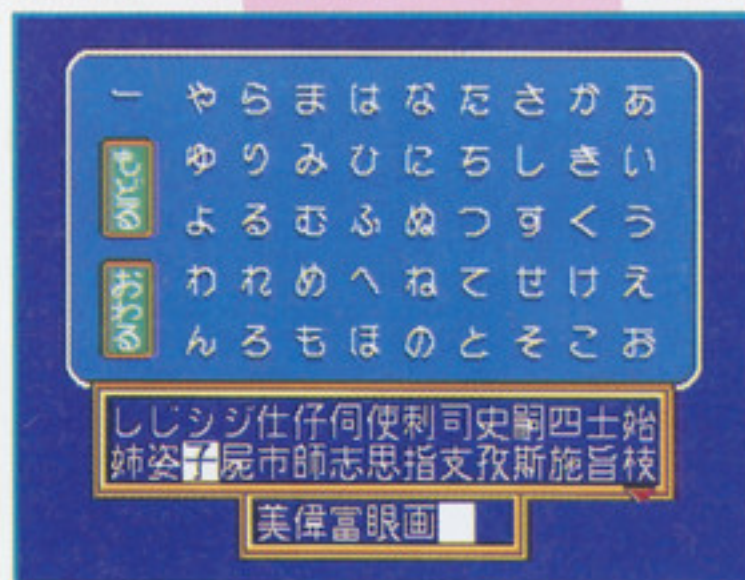 ー や ら ま は な た さ か あ
もどる ゆ り み ひ に ち し き い
よ る む ふ ぬ つ す く う
おわる わ れ め へ ね て せ け え
ん ろ も ほ の と そ こ お
しじシジ仕仔伺使刺司史嗣四士始
姉姿子屍市師志思指支孜斯施旨枝
美偉富眼画